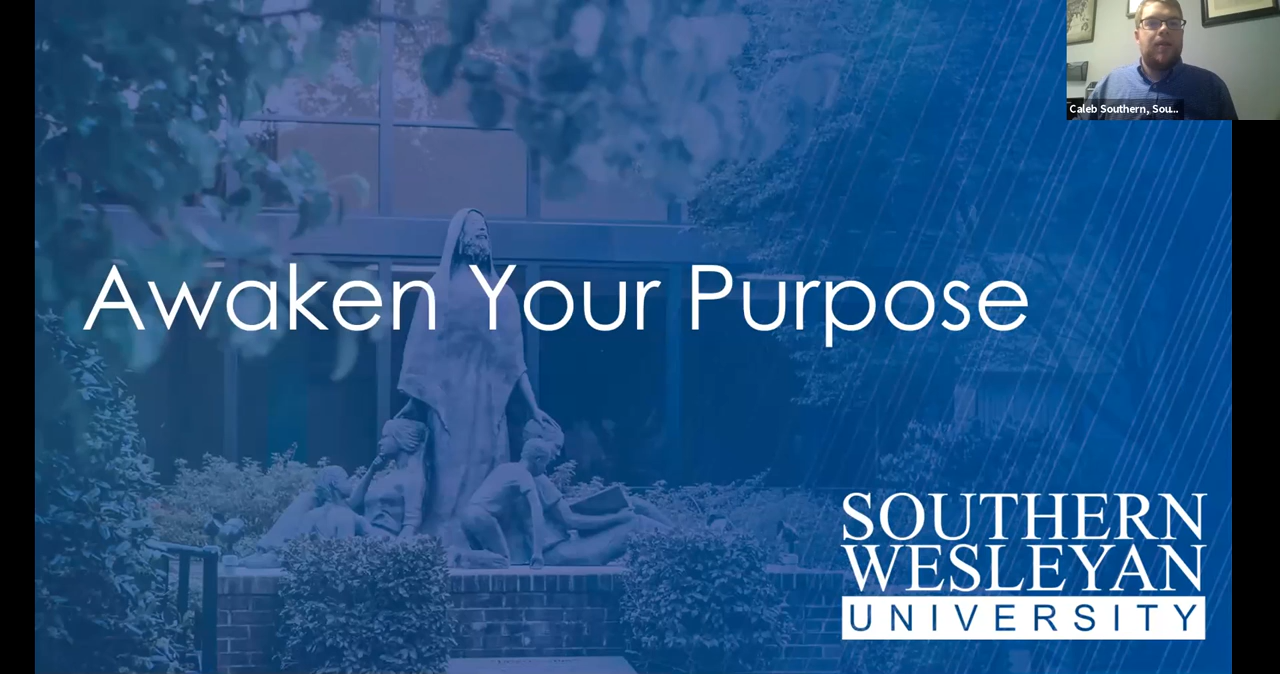 Caleb Southern, Sou...
Awaken Your Purpose
SOUTHERN
WESLEYAN
UNIVERSITY